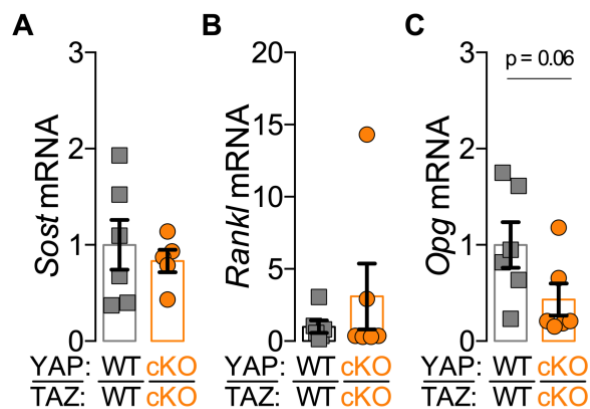 A
B
C
Sost mRNA
3
2
1
0
YAP: WT cKO
TAZ: WT cKO
Rankl mRNA
20
15
10
5
0
YAP: WT cKO
TAZ: WT cKO
Opg mRNA
3
2
1
0
p = 0.06
YAP: WT cKO
TAZ: WT cKO